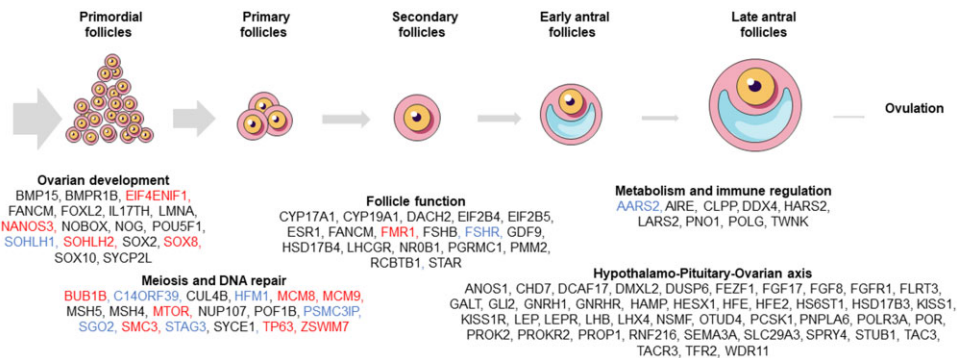 Primordial
follicles
Primary
follicles
Secondary
follicles
Early antral
follicles
Late antral
follicles
Ovulation
Ovarian development
BMP15, BMPR1B, EIF4ENIF1,
FANCM, FOXL2, IL17TH, LMNA,
NANOS3, NOBOX, NOG, POU5F1,
SOHLH1, SOHLH2, SOX2, SOX8,
SOX10, SYCP2L
Meiosis and DNA repair
BUB1B, C14ORF39, CUL4B, HFM1, MCM8, MCM9,
MSH5, MSH4, MTOR, NUP107, POF1B, PSMC3IP,
SGO2, SMC3, STAG3, SYCE1, TP63, ZSWIM7
Follicle function
CYP17A1, CYP19A1, DACH2, EIF2B4, EIF2B5,
ESR1, FANCM, FMR1, FSHB, FSHR, GDF9,
HSD17B4, LHCGR, NR0B1, PGRMC1, PMM2,
RCBTB1, STAR
Metabolism and immune regulation
AARS2, AIRE, CLPP, DDX4, HARS2,
LARS2, PNO1, POLG, TWNK
Hypothalamo-Pituitary-Ovarian axis
ANOS1, CHD7, DCAF17, DMXL2, DUSP6, FEZF1, FGF17, FGF8, FGFR1, FLRT3,
GALT, GLI2, GNRH1, GNRHR, HAMP, HESX1, HFE, HFE2, HS6ST1, HSD17B3, KISS1,
KISS1R, LEP, LEPR, LHB, LHX4, NSMF, OTUD4, PCSK1, PNPLA6, POLR3A, POR,
PROK2, PROKR2, PROP1, RNF216, SEMA3A, SLC29A3, SPRY4, STUB1, TAC3,
TACR3, TFR2, WDR11